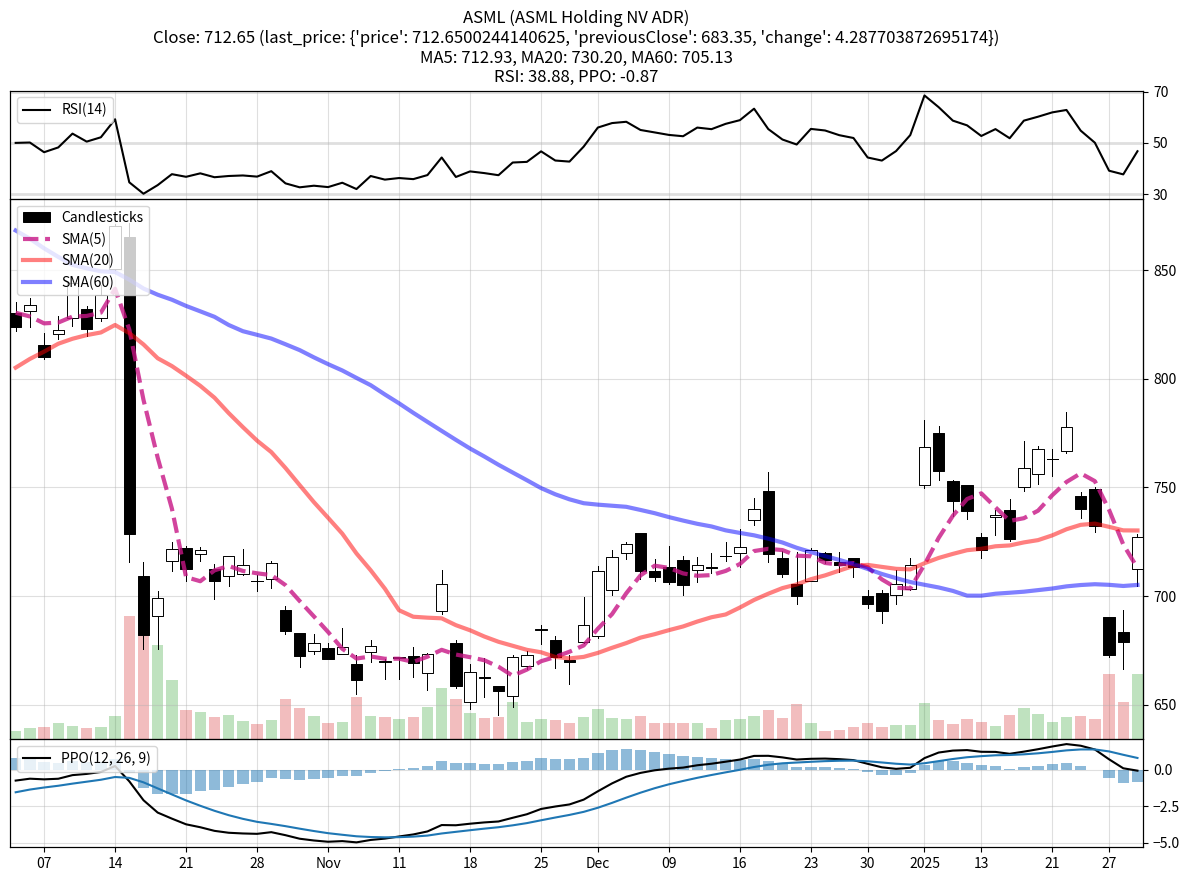 ASML (ASML Holding NV ADR)
Close: 712.65 (last_price: {'price': 712.6500244140625, 'previousClose': 683.35, 'change': 4.287703872695174})
MA5: 712.93, MA20: 730.20, MA60: 705.13
RSI: 38.88, PPO: -0.87
RSI(14)
70
50
30
Candlesticks
SMA(5)
SMA(20)
SMA(60)
850
800
750
700
650
PPO(12, 26, 9)
0.0
−2.5
−5.0
07 14 21 28 Nov 11 18 25 Dec 09 16 23 30 2025 13 21 27